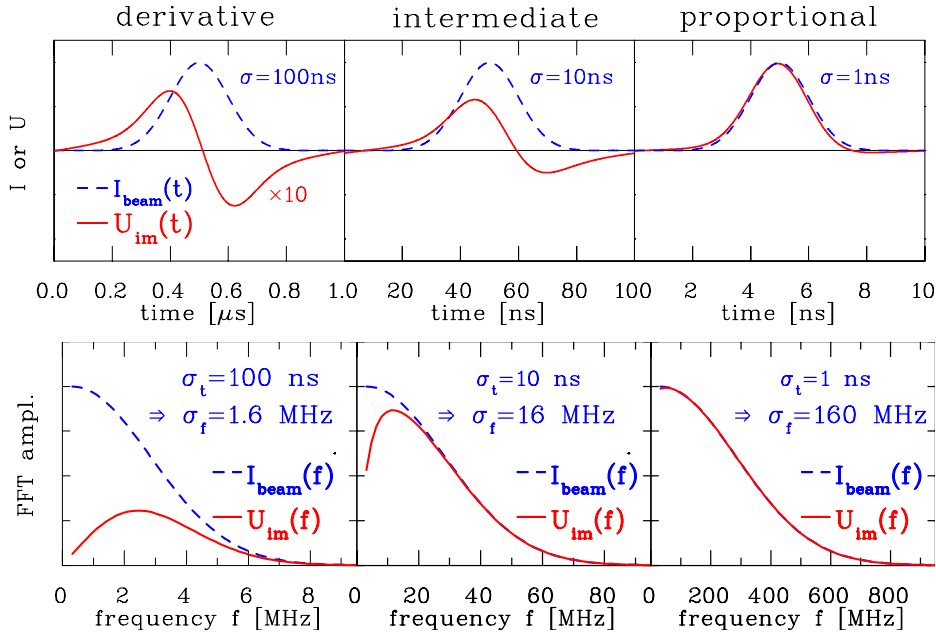 derivative intermediate proportional
I or U
σ=100ns σ=10ns σ=1ns
I_beam(t)
U_im(t)
×10
0.0 0.2 0.4 0.6 0.8 1.0 20 40 60 80 100 2 4 6 8 10
time [μs] time [ns] time [ns]
FFT ampl.
σ_t=100 ns σ_t=10 ns σ_t=1 ns
⇒ σ_f=1.6 MHz ⇒ σ_f=16 MHz ⇒ σ_f=160 MHz
I_beam(f) I_beam(f) I_beam(f)
U_im(f) U_im(f) U_im(f)
0 2 4 6 8 0 20 40 60 80 0 200 400 600 800
frequency f [MHz] frequency f [MHz] frequency f [MHz]